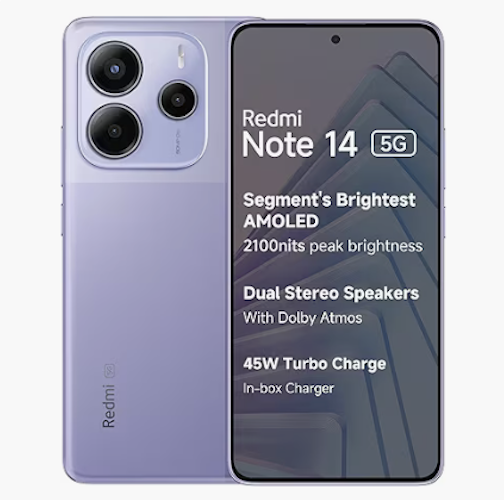 Redmi
Note 14 5G
Segment's Brightest
AMOLED
2100nits peak brightness
Dual Stereo Speakers
With Dolby Atmos
45W Turbo Charge
In-box Charger
Redmi 5G